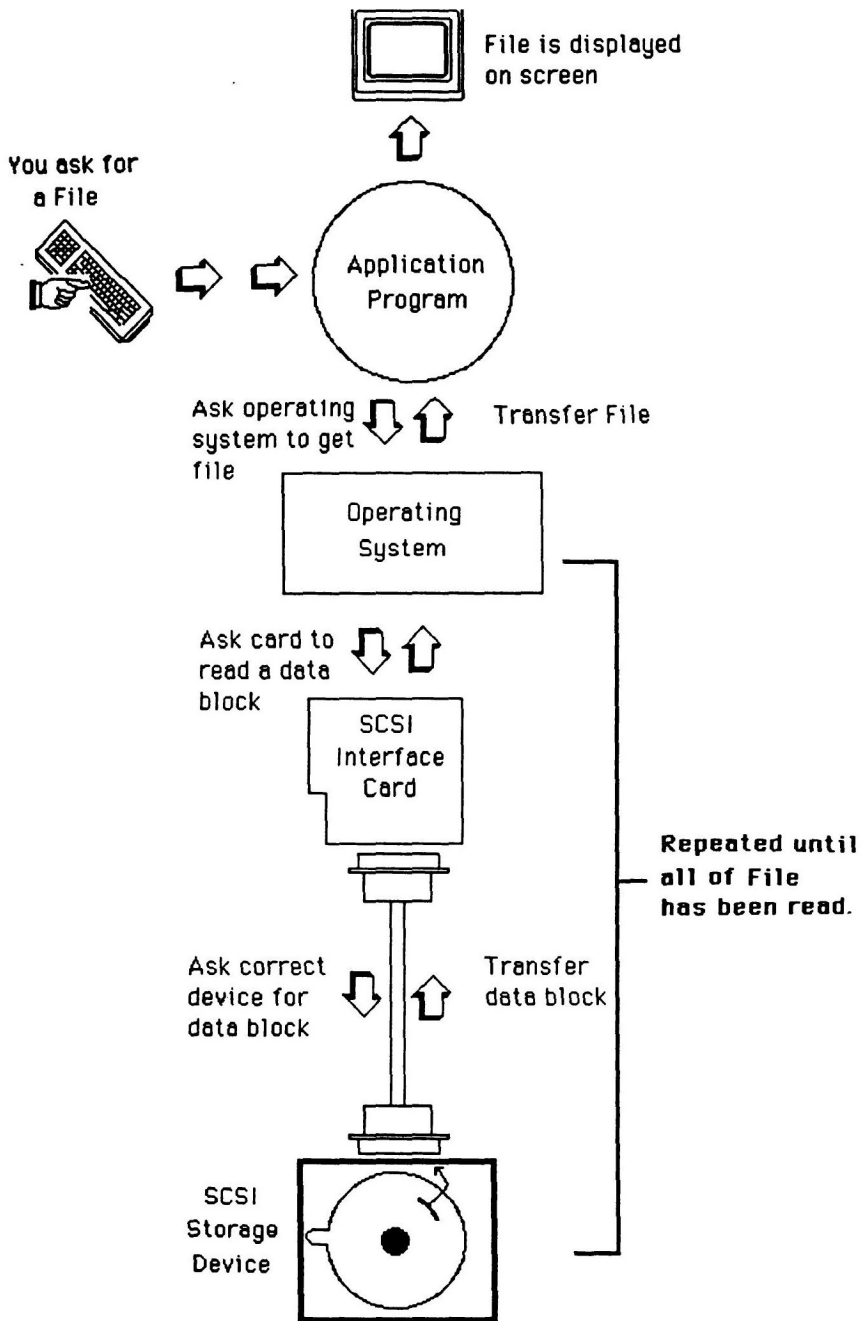 File is displayed
on screen
You ask for
a File
Application
Program
Ask operating
system to get
file
Transfer File
Operating
System
Ask card to
read a data
block
SCSI
Interface
Card
Repeated until
all of File
has been read.
Ask correct
device for
data block
Transfer
data block
SCSI
Storage
Device